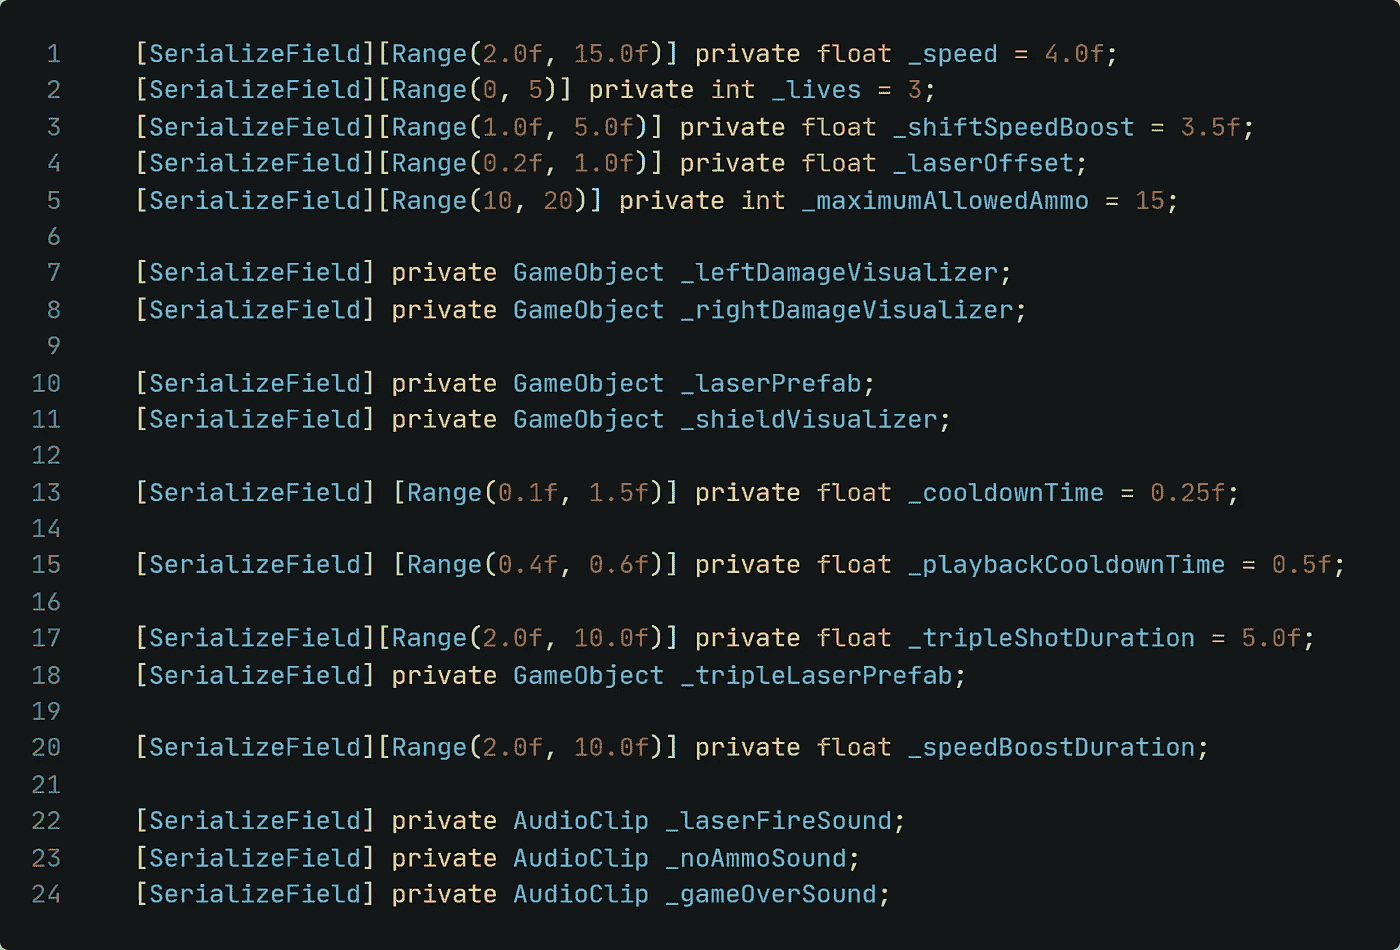 1 [SerializeField][Range(2.0f, 15.0f)] private float _speed = 4.0f;
2 [SerializeField][Range(0, 5)] private int _lives = 3;
3 [SerializeField][Range(1.0f, 5.0f)] private float _shiftSpeedBoost = 3.5f;
4 [SerializeField][Range(0.2f, 1.0f)] private float _laserOffset;
5 [SerializeField][Range(10, 20)] private int _maximumAllowedAmmo = 15;
6
7 [SerializeField] private GameObject _leftDamageVisualizer;
8 [SerializeField] private GameObject _rightDamageVisualizer;
9
10 [SerializeField] private GameObject _laserPrefab;
11 [SerializeField] private GameObject _shieldVisualizer;
12
13 [SerializeField] [Range(0.1f, 1.5f)] private float _cooldownTime = 0.25f;
14
15 [SerializeField] [Range(0.4f, 0.6f)] private float _playbackCooldownTime = 0.5f;
16
17 [SerializeField][Range(2.0f, 10.0f)] private float _tripleShotDuration = 5.0f;
18 [SerializeField] private GameObject _tripleLaserPrefab;
19
20 [SerializeField][Range(2.0f, 10.0f)] private float _speedBoostDuration;
21
22 [SerializeField] private AudioClip _laserFireSound;
23 [SerializeField] private AudioClip _noAmmoSound;
24 [SerializeField] private AudioClip _gameOverSound;